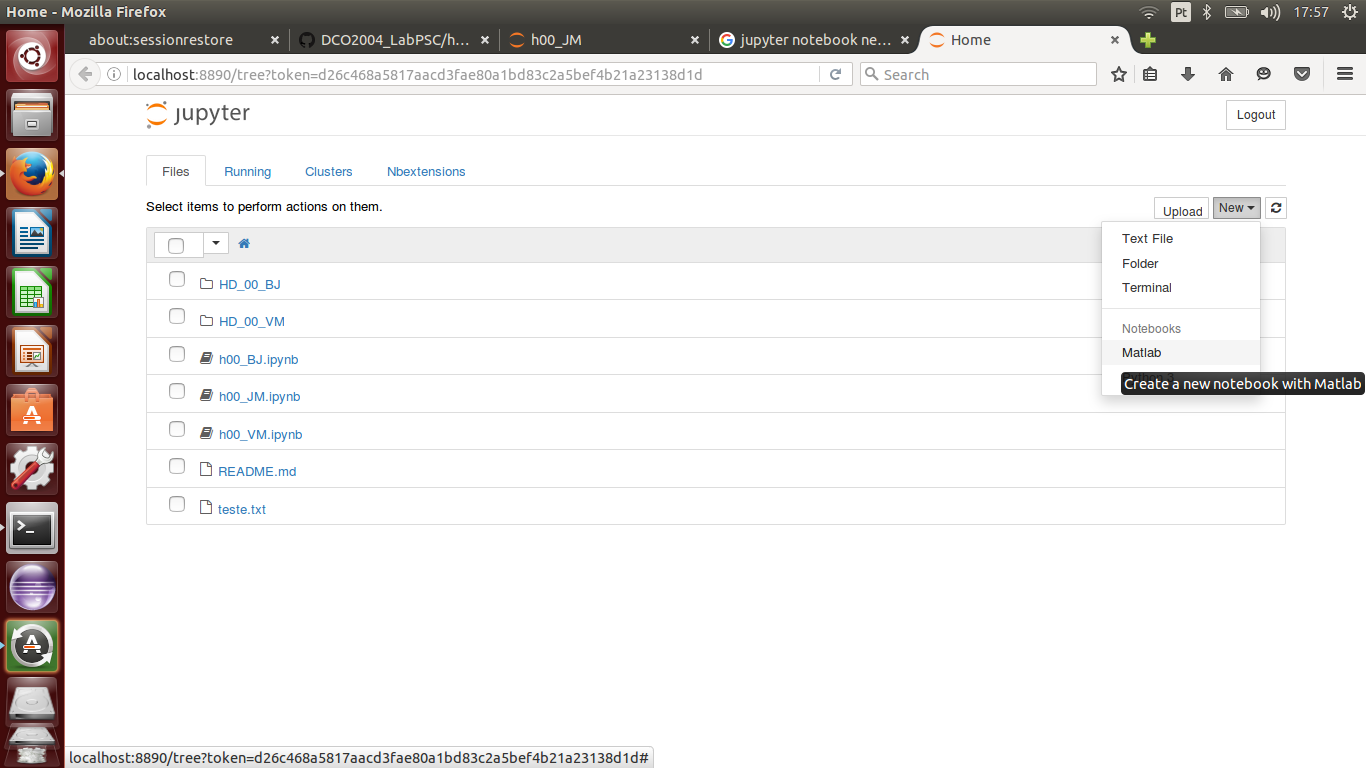 Home - Mozilla Firefox
Pt
17:57
about:sessionrestore
DCO2004_LabPSC/h...
h00_JM
jupyter notebook ne...
Home
localhost:8890/tree?token=d26c468a5817aacd3fae80a1bd83c2a5bef4b21a23138d1d
Search
jupyter
Logout
Files
Running
Clusters
Nbextensions
Select items to perform actions on them.
Upload
New
Text File
Folder
Terminal
Notebooks
Matlab
Python 3
Create a new notebook with Matlab
HD_00_BJ
HD_00_VM
h00_BJ.ipynb
h00_JM.ipynb
h00_VM.ipynb
README.md
teste.txt
localhost:8890/tree?token=d26c468a5817aacd3fae80a1bd83c2a5bef4b21a23138d1d#